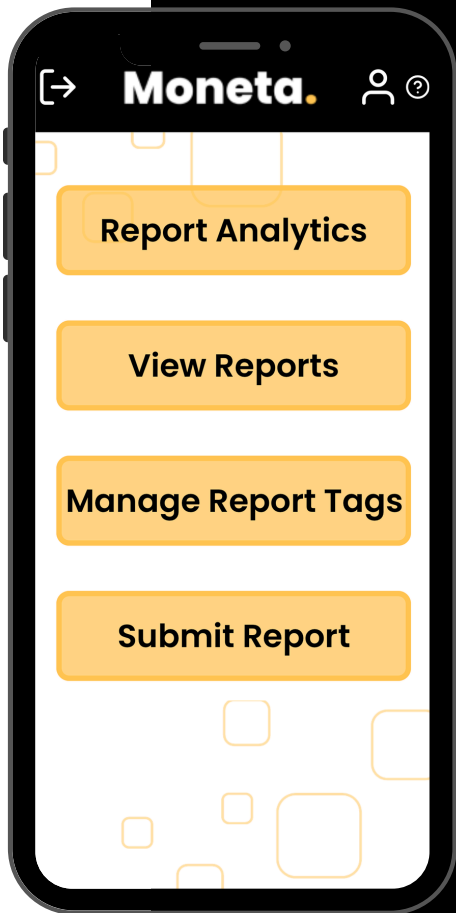 Moneta.
?
Report Analytics
View Reports
Manage Report Tags
Submit Report